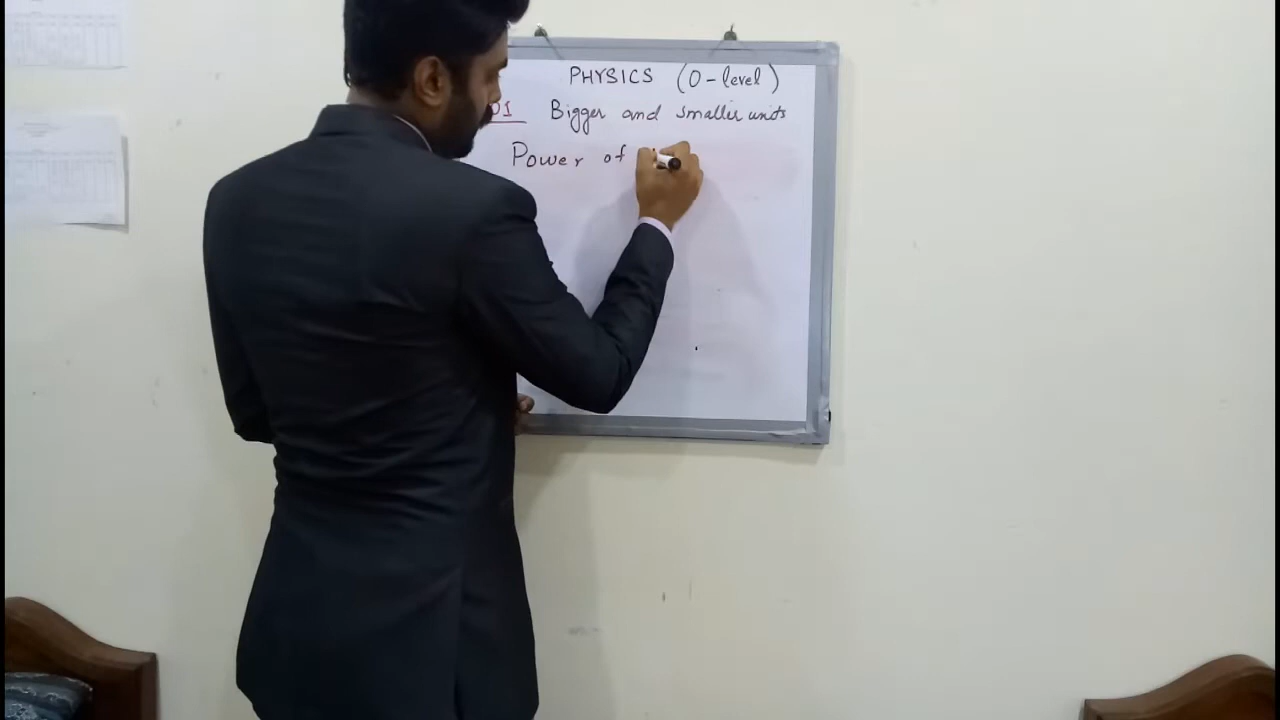 PHYSICS (O-level)
01 Bigger and smaller units
Power of